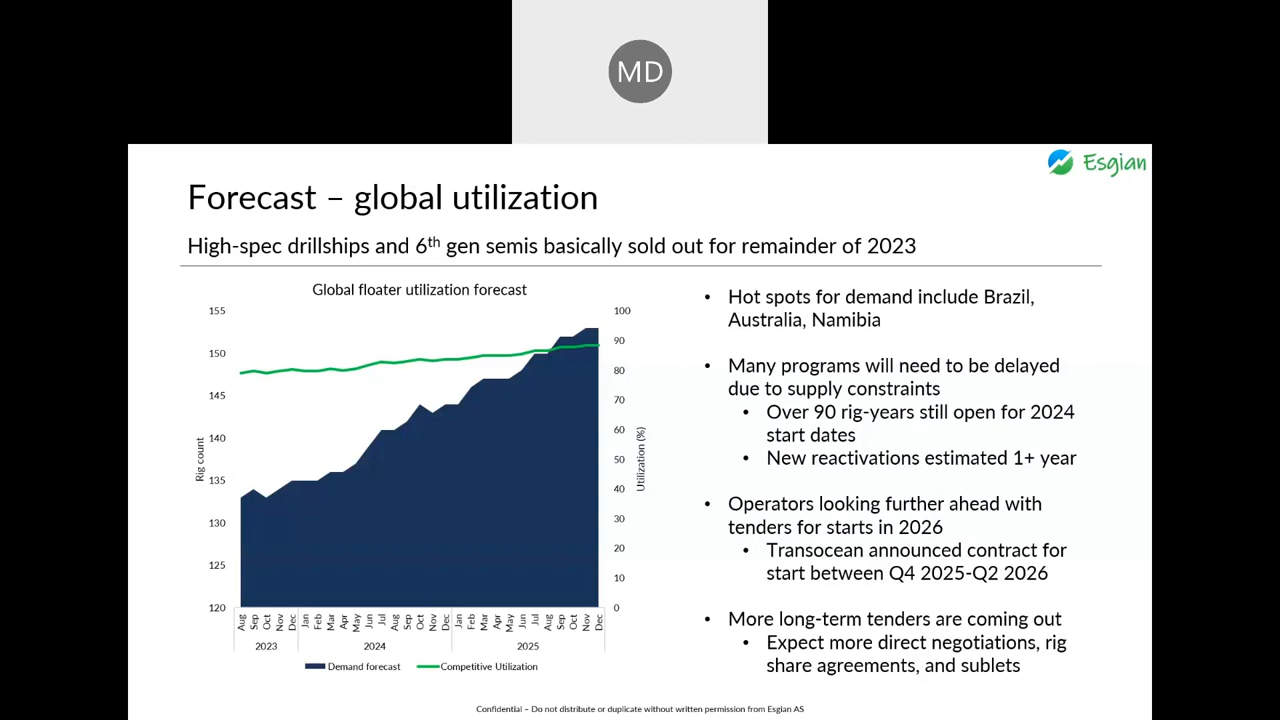 MD
Esgian
Forecast – global utilization
High-spec drillships and 6th gen semis basically sold out for remainder of 2023
Global floater utilization forecast
155
150
145
140
135
130
125
120
Rig count
100
90
80
70
60
50
40
30
20
10
0
Utilization (%)
Aug Sep Oct Nov Dec Jan Feb Mar Apr May Jun Jul Aug Sep Oct Nov Dec Jan Feb Mar Apr May Jun Jul Aug Sep Oct Nov Dec
2023 2024 2025
Demand forecast Competitive Utilization
• Hot spots for demand include Brazil,
Australia, Namibia
• Many programs will need to be delayed
due to supply constraints
• Over 90 rig-years still open for 2024
start dates
• New reactivations estimated 1+ year
• Operators looking further ahead with
tenders for starts in 2026
• Transocean announced contract for
start between Q4 2025-Q2 2026
• More long-term tenders are coming out
• Expect more direct negotiations, rig
share agreements, and sublets
Confidential – Do not distribute or duplicate without written permission from Esgian AS